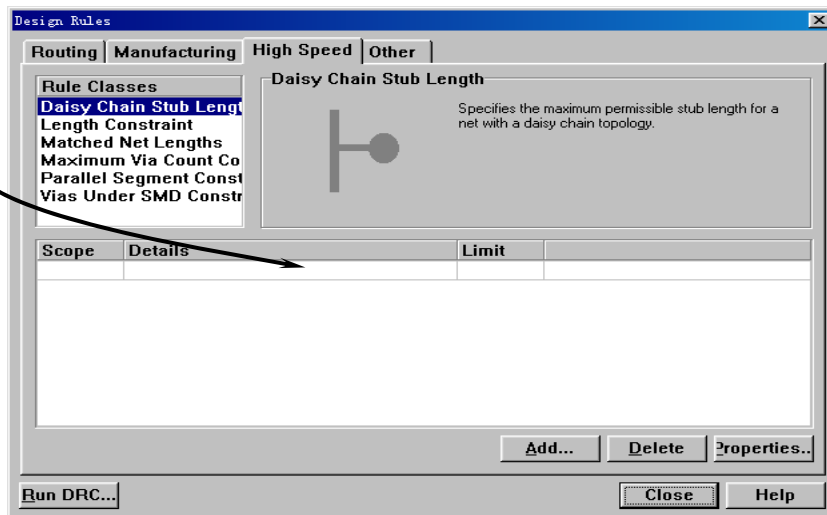 Design Rules
Routing Manufacturing High Speed Other
Rule Classes
Daisy Chain Stub Lengt
Length Constraint
Matched Net Lengths
Maximum Via Count Co
Parallel Segment Const
Vias Under SMD Constr
Daisy Chain Stub Length
Specifies the maximum permissible stub length for a
net with a daisy chain topology.
Scope Details Limit
Add... Delete Properties..
Run DRC... Close Help